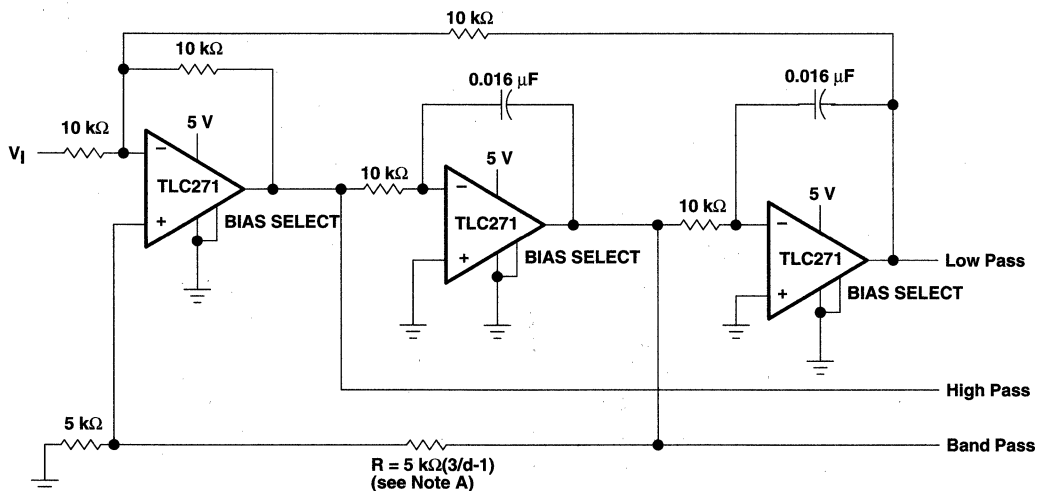 10 kΩ
10 kΩ
0.016 μF
0.016 μF
10 kΩ
5 V
VI
−
TLC271
+
BIAS SELECT
10 kΩ
5 V
−
TLC271
+
BIAS SELECT
10 kΩ
5 V
−
TLC271
+
BIAS SELECT
Low Pass
High Pass
5 kΩ
Band Pass
R = 5 kΩ(3/d-1)
(see Note A)